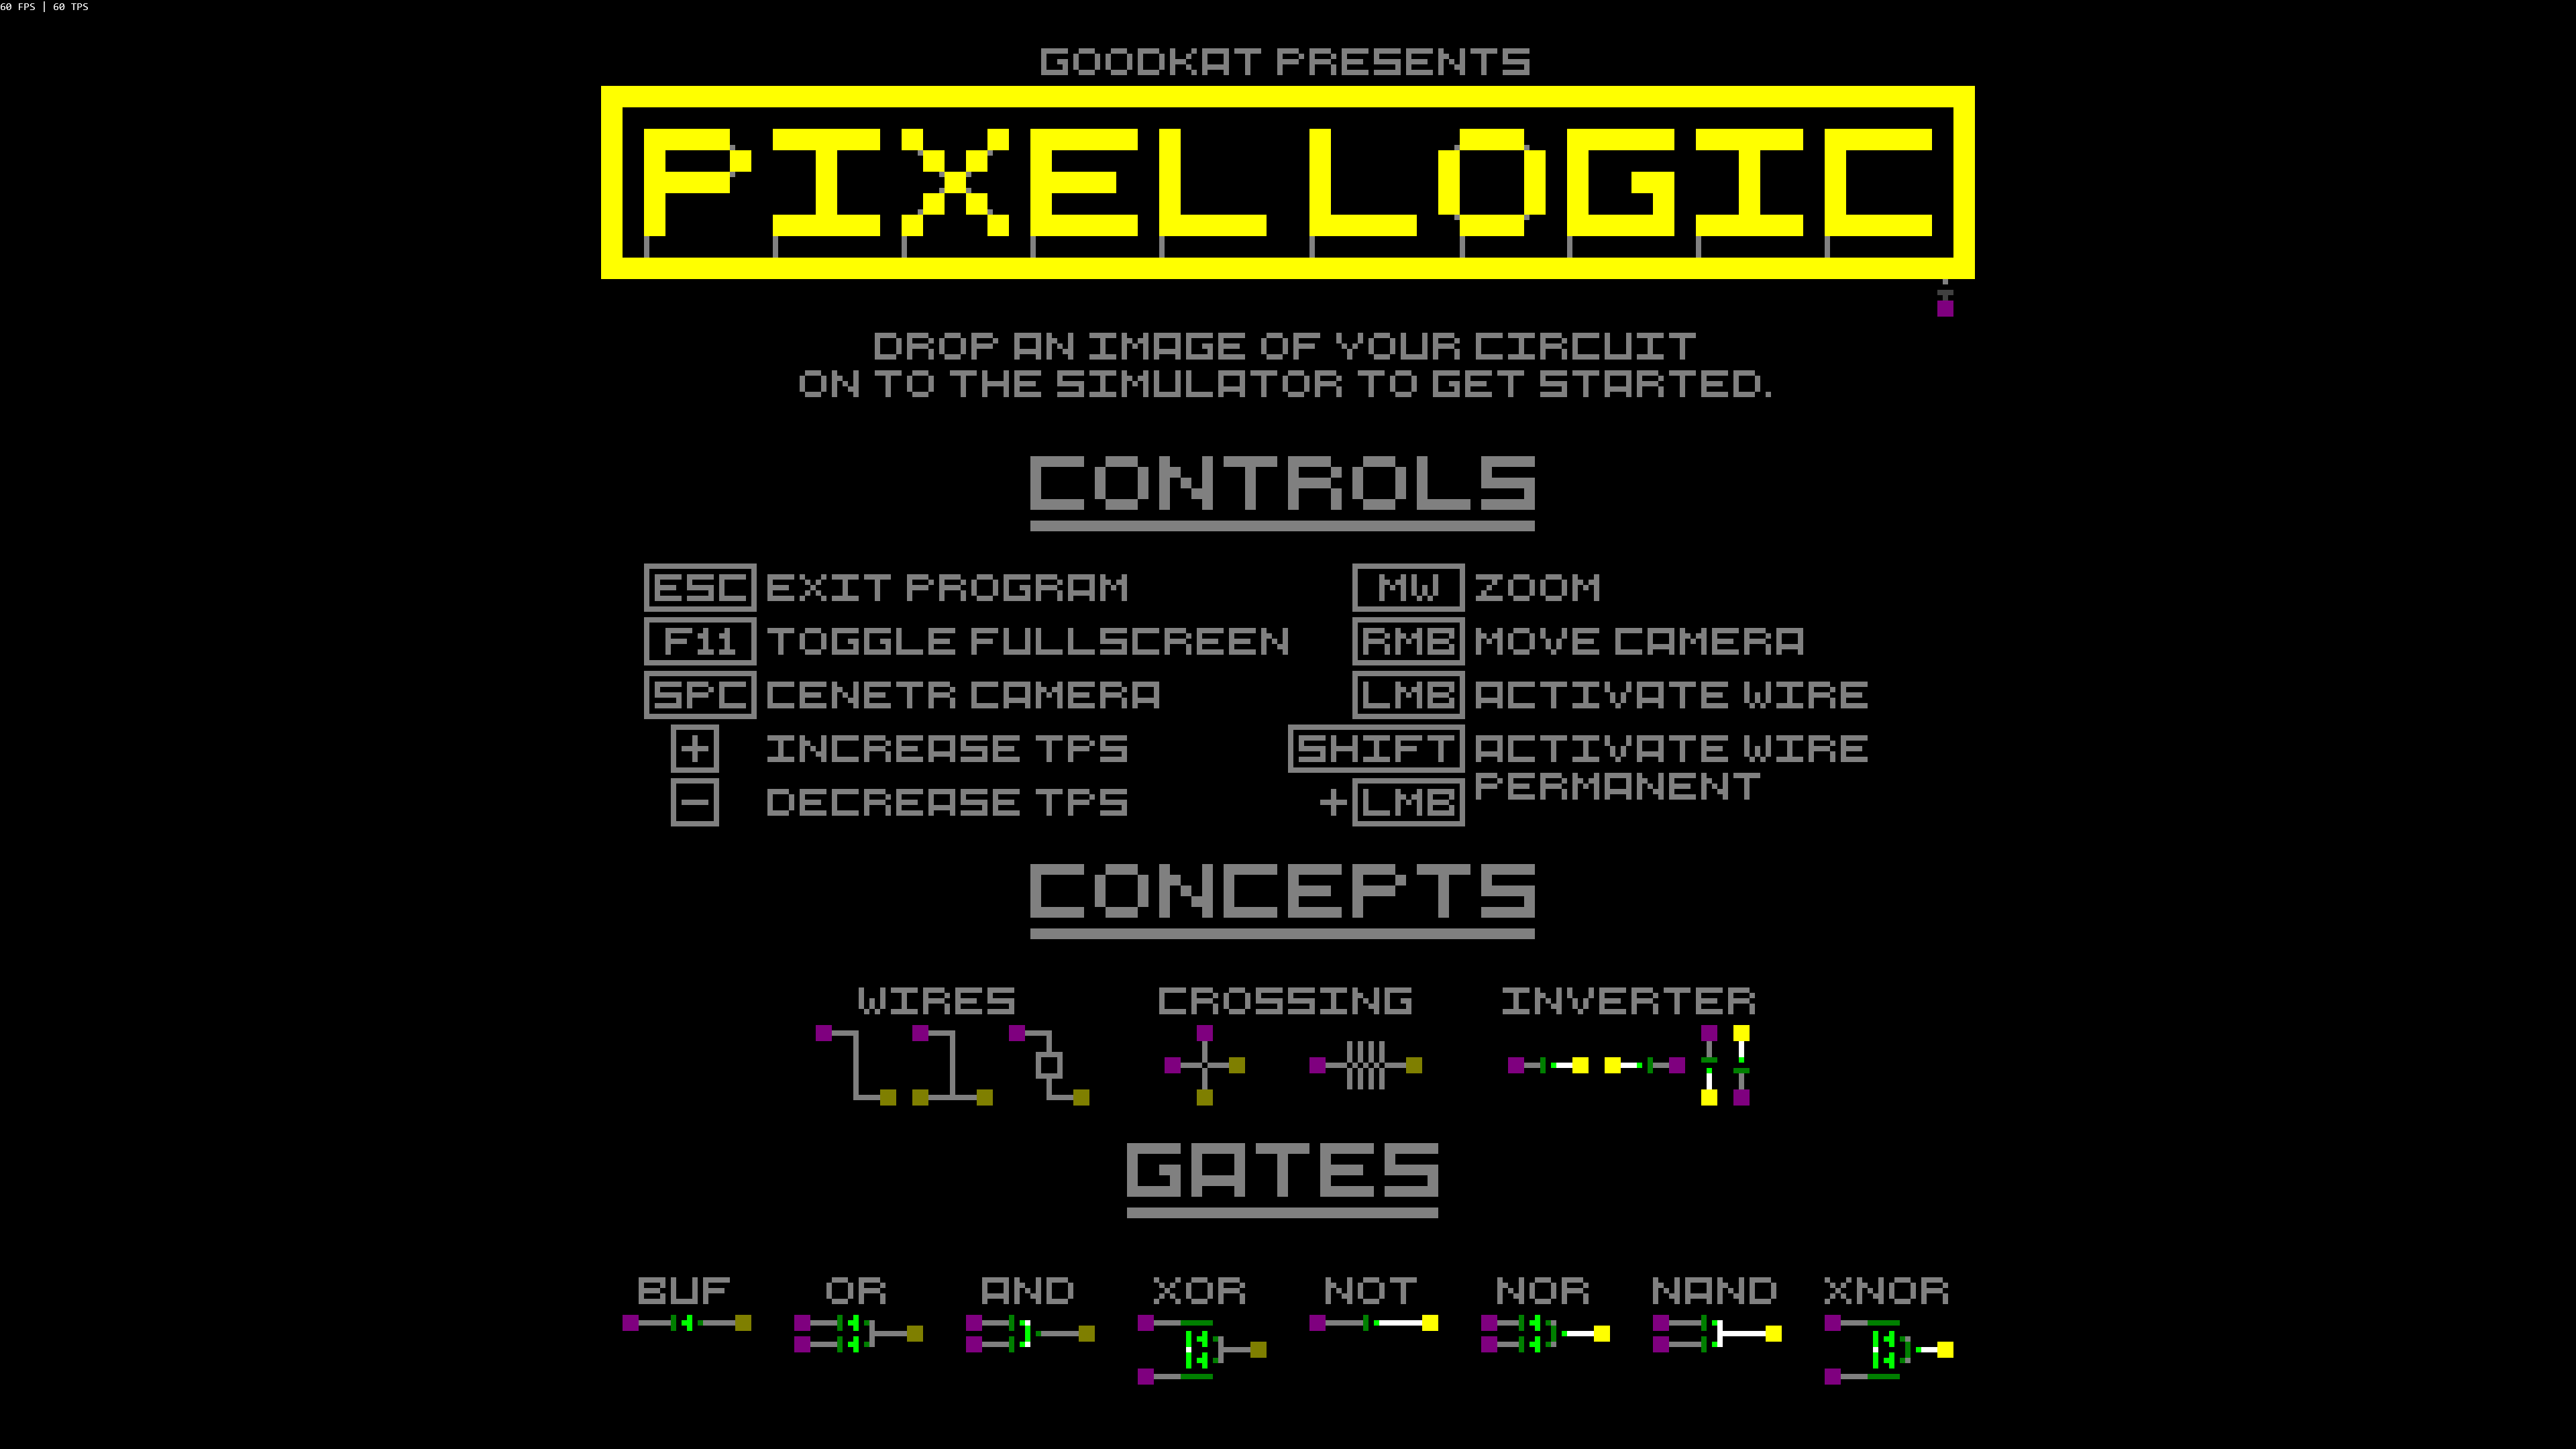 60 FPS | 60 TPS
GOODKAT PRESENTS
PIXEL LOGIC
DROP AN IMAGE OF YOUR CIRCUIT
ON TO THE SIMULATOR TO GET STARTED.
CONTROLS
ESC EXIT PROGRAM
F11 TOGGLE FULLSCREEN
SPC CENETR CAMERA
+ INCREASE TPS
- DECREASE TPS
MW ZOOM
RMB MOVE CAMERA
LMB ACTIVATE WIRE
SHIFT ACTIVATE WIRE
+LMB PERMANENT
CONCEPTS
WIRES CROSSING INVERTER
GATES
BUF OR AND XOR NOT NOR NAND XNOR